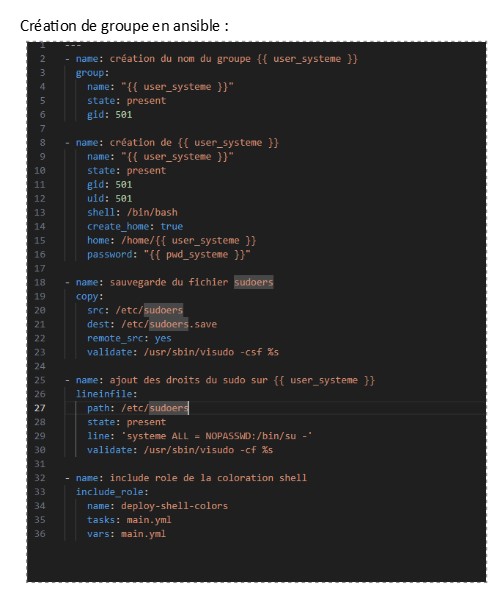 Création de groupe en ansible :
1 ---
2 - name: création du nom du groupe {{ user_systeme }}
3 group:
4 name: "{{ user_systeme }}"
5 state: present
6 gid: 501
7
8 - name: création de {{ user_systeme }}
9 name: "{{ user_systeme }}"
10 state: present
11 gid: 501
12 uid: 501
13 shell: /bin/bash
14 create_home: true
15 home: /home/{{ user_systeme }}
16 password: "{{ pwd_systeme }}"
17
18 - name: sauvegarde du fichier sudoers
19 copy:
20 src: /etc/sudoers
21 dest: /etc/sudoers.save
22 remote_src: yes
23 validate: /usr/sbin/visudo -csf %s
24
25 - name: ajout des droits du sudo sur {{ user_systeme }}
26 lineinfile:
27 path: /etc/sudoers
28 state: present
29 line: 'systeme ALL = NOPASSWD:/bin/su -'
30 validate: /usr/sbin/visudo -cf %s
31
32 - name: include role de la coloration shell
33 include_role:
34 name: deploy-shell-colors
35 tasks: main.yml
36 vars: main.yml